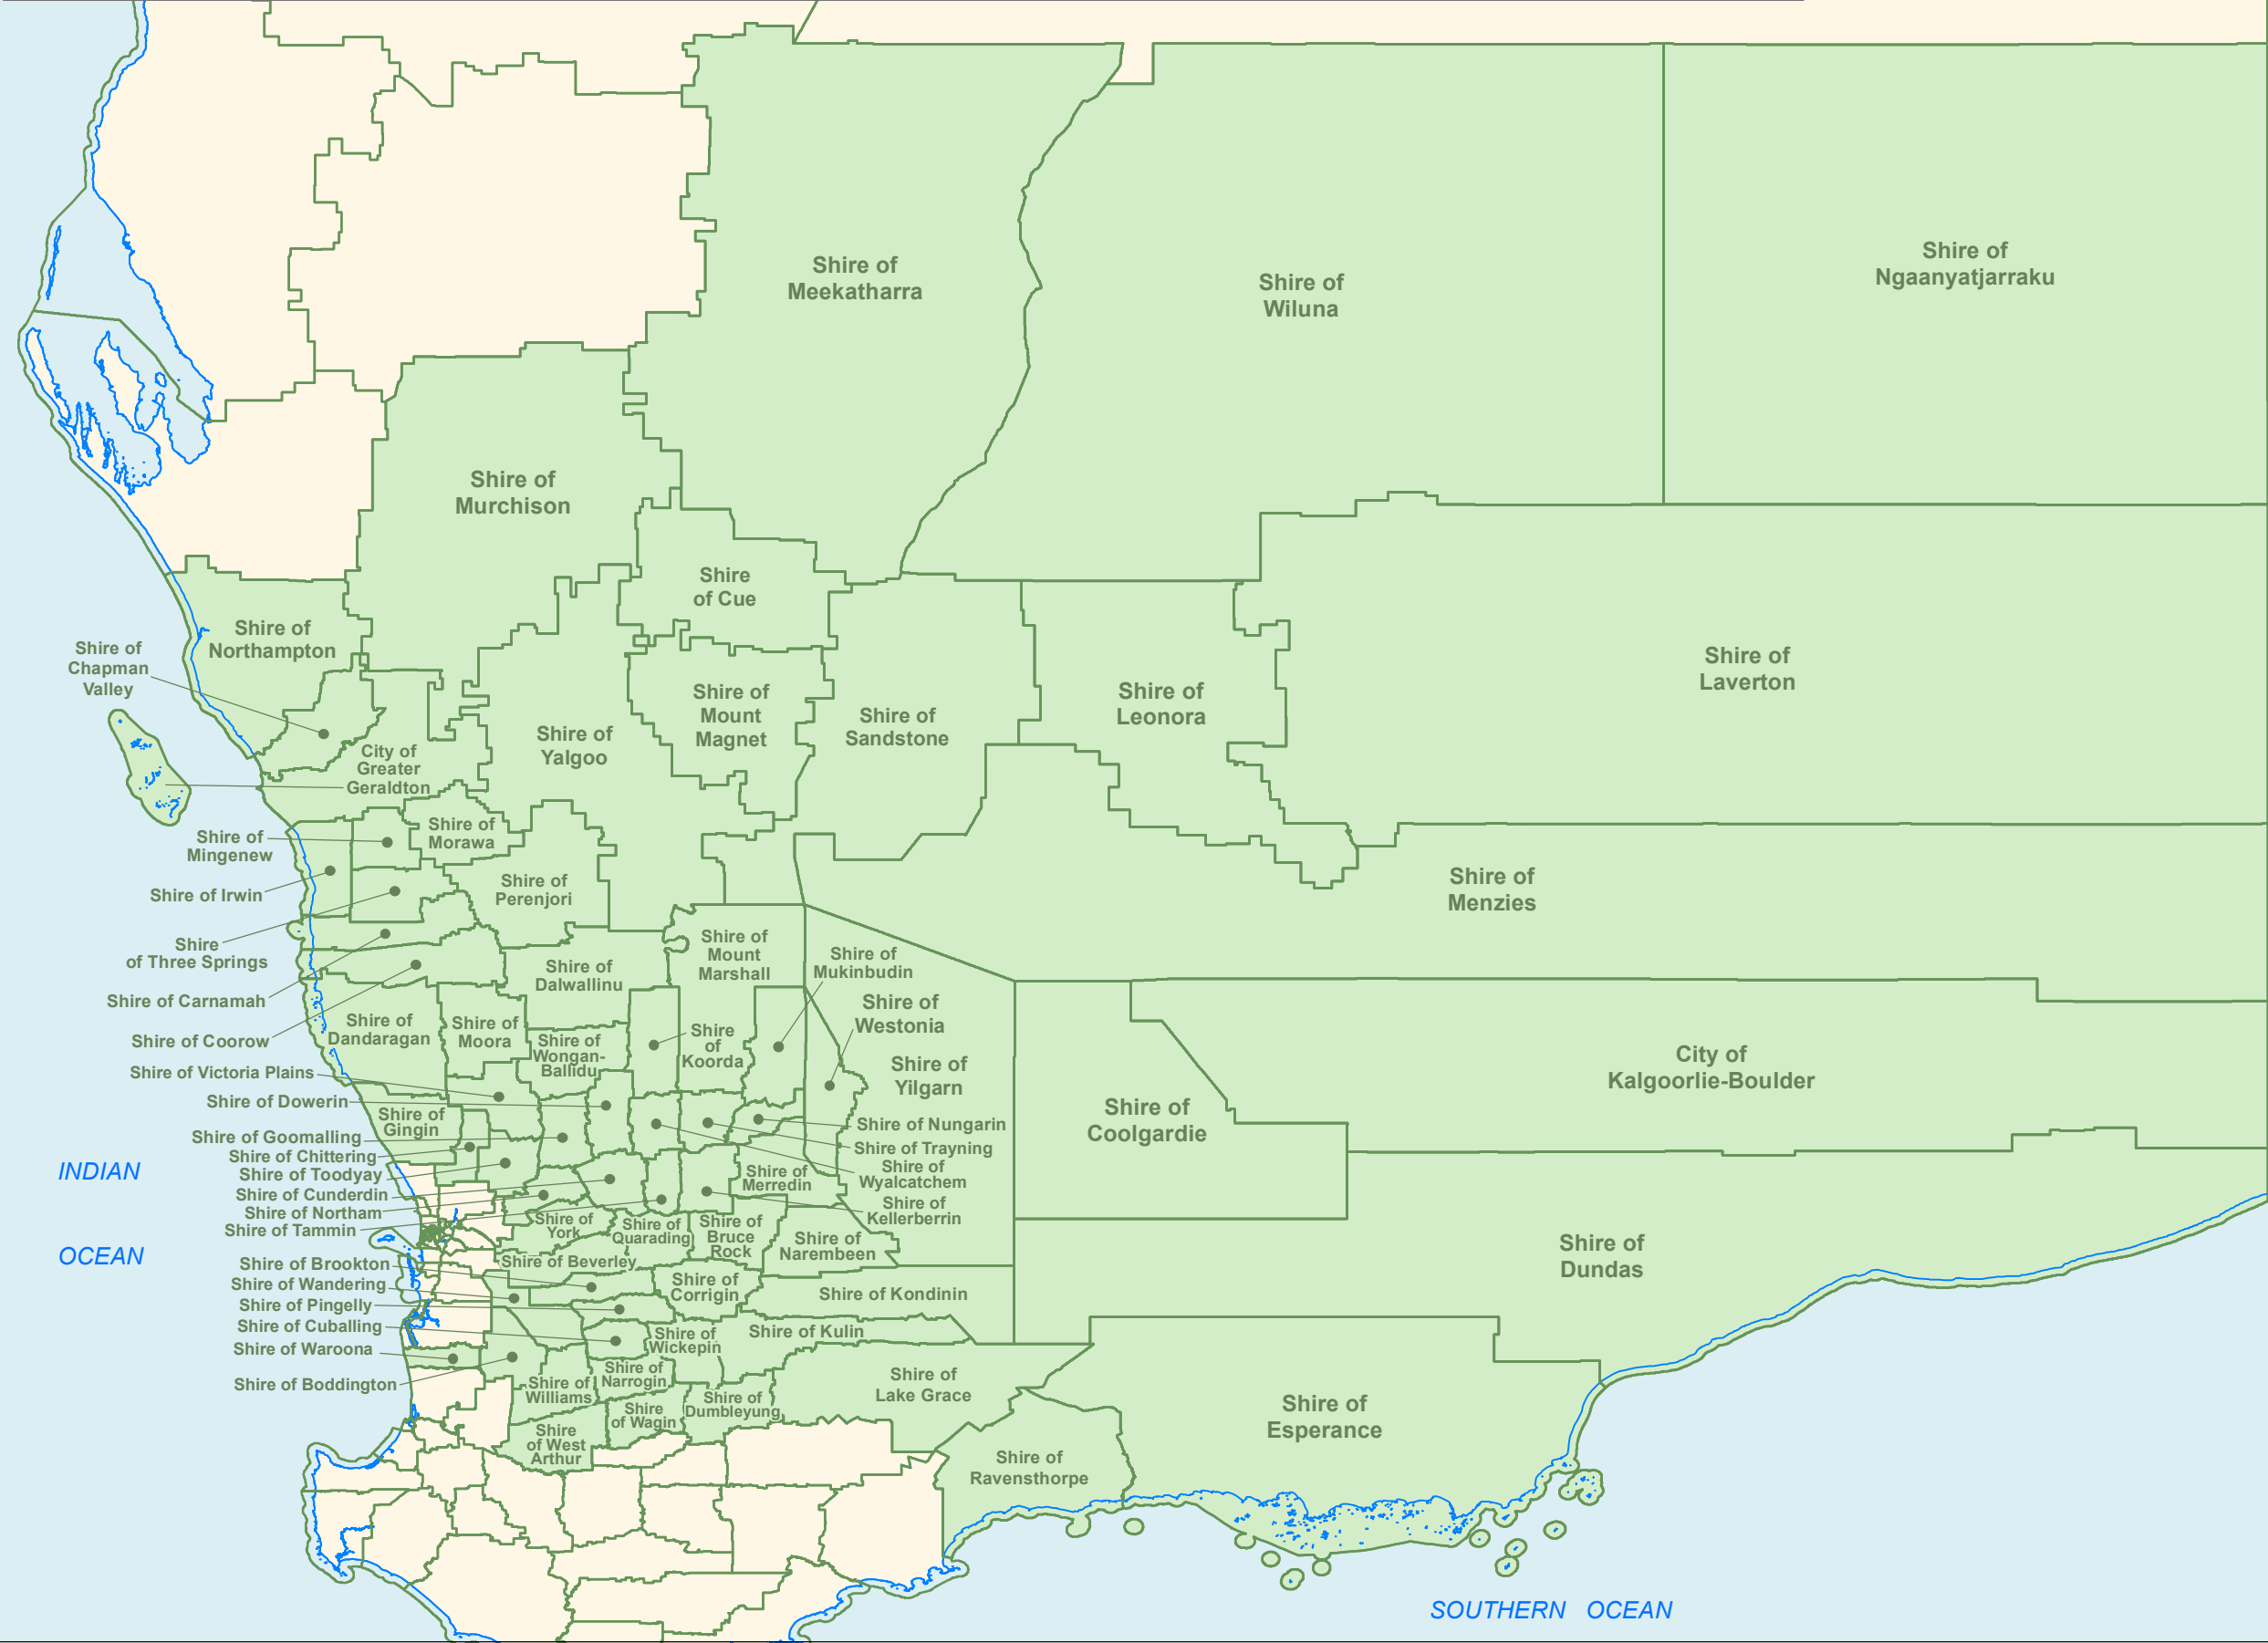 Shire of
Meekatharra
Shire of
Wiluna
Shire of
Ngaanyatjarraku
Shire of
Murchison
Shire
of Cue
Shire of
Northampton
Shire of
Chapman
Valley
Shire of
Laverton
Shire of
Leonora
Shire of
Mount
Magnet
Shire of
Sandstone
Shire of
Yalgoo
City of
Greater
Geraldton
Shire of
Morawa
Shire of
Mingenew
Shire of
Perenjori
Shire of Irwin
Shire of
Menzies
Shire
of Three Springs
Shire of
Mount
Marshall
Shire of
Mukinbudin
Shire of
Dalwallinu
Shire of Carnamah
Shire of
Westonia
Shire of
Dandaragan
Shire of
Moora
Shire
of
Koorda
Shire of Coorow
Shire of
Wongan-
Ballidu
Shire of
Yilgarn
City of
Kalgoorlie-Boulder
Shire of Victoria Plains
Shire of Dowerin
Shire of
Gingin
Shire of
Coolgardie
Shire of Nungarin
Shire of Goomalling
Shire of Trayning
Shire of Chittering
Shire of Toodyay
Shire of
Merredin
Shire of
Wyalcatchem
INDIAN
Shire of Cunderdin
Shire of Northam
Shire of
Kellerberrin
Shire of Tammin
Shire of
York
Shire of
Quarading
Shire of
Bruce
Rock
Shire of
Narembeen
OCEAN
Shire of
Dundas
Shire of Beverley
Shire of Brookton
Shire of Wandering
Shire of
Corrigin
Shire of Kondinin
Shire of Pingelly
Shire of Cuballing
Shire of
Wickepin
Shire of Kulin
Shire of Waroona
Shire of
Narrogin
Shire of Boddington
Shire of
Williams
Shire of
Lake Grace
Shire of
Dumbleyung
Shire
of Wagin
Shire of
Esperance
Shire
of West
Arthur
Shire of
Ravensthorpe
SOUTHERN OCEAN